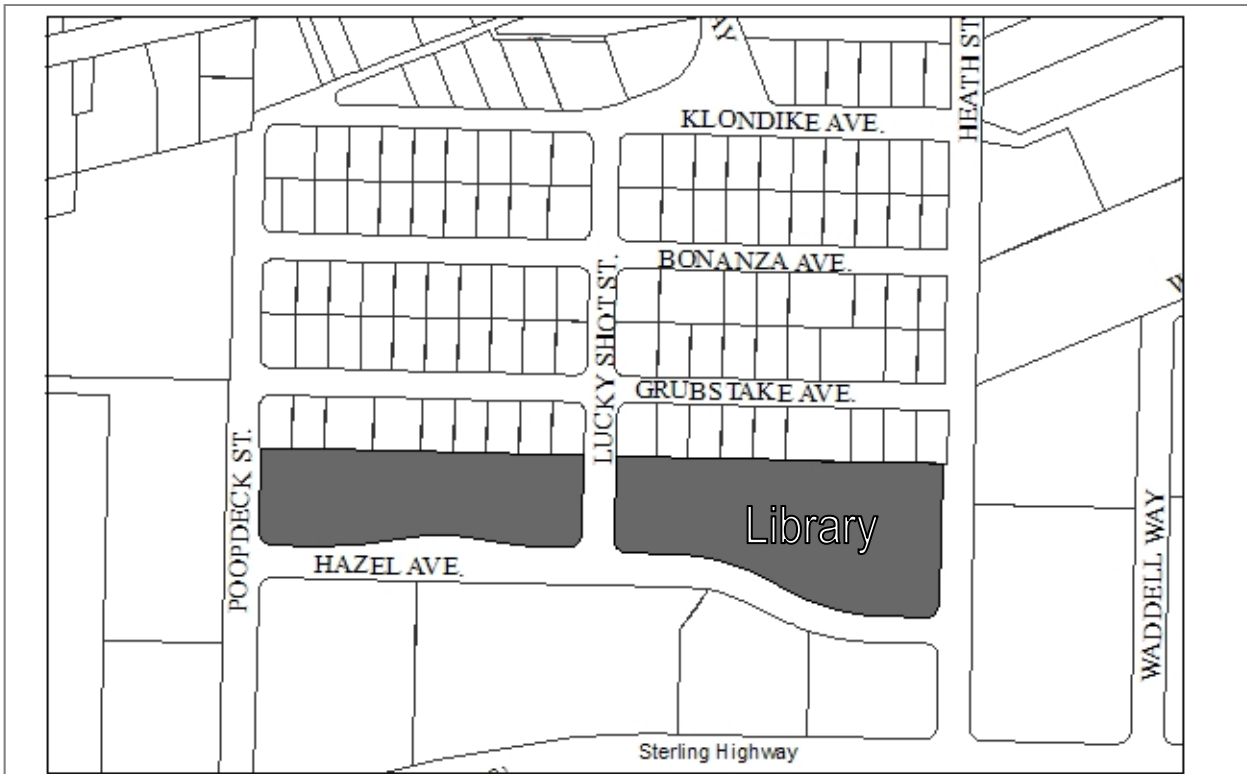 HEATH ST.
KLONDIKE AVE.
BONANZA AVE.
LUCKY SHOT ST.
GRUBSTAKE AVE.
POOPDECK ST.
Library
HAZEL AVE.
WADDELL WAY
Sterling Highway